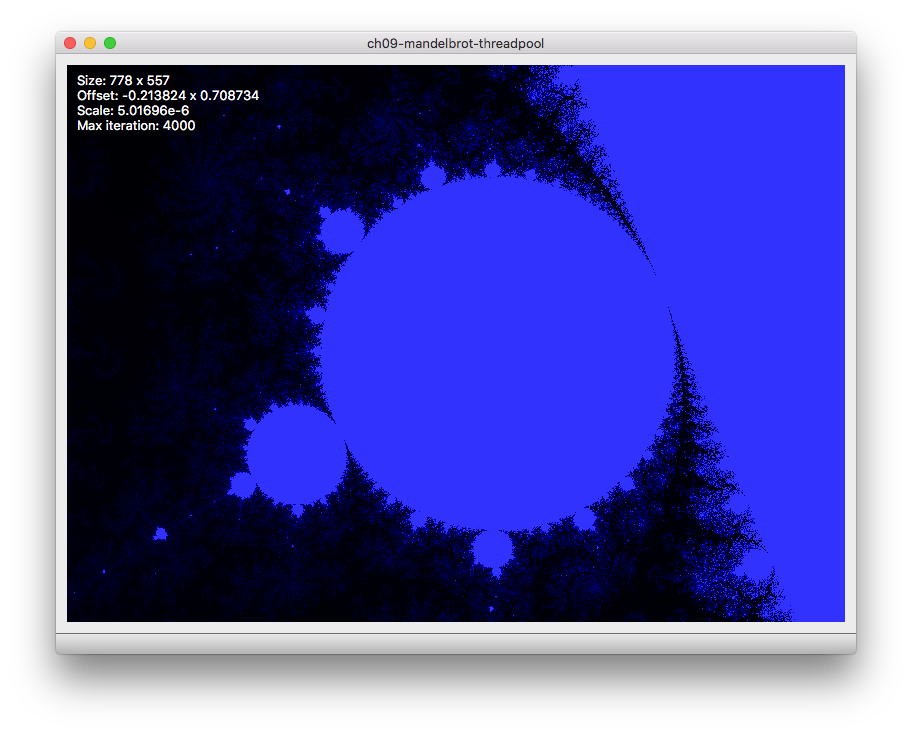 ch09-mandelbrot-threadpool
Size: 778 x 557
Offset: -0.213824 x 0.708734
Scale: 5.01696e-6
Max iteration: 4000